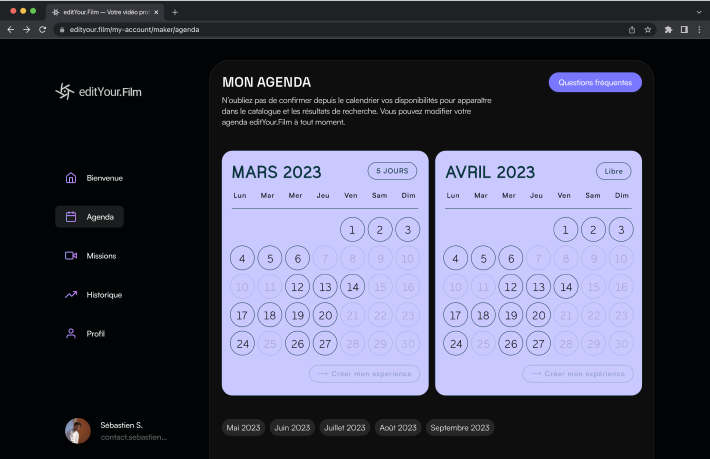 editYour.Film — Votre vidéo pro
edityour.film/my-account/maker/agenda
editYour.Film
Bienvenue
Agenda
Missions
Historique
Profil
Sébastien S.
contact.sebastien...
MON AGENDA
Questions fréquentes
N'oubliez pas de confirmer depuis le calendrier vos disponibilités pour apparaître
dans le catalogue et les résultats de recherche. Vous pouvez modifier votre
agenda editYour.Film à tout moment.
MARS 2023
5 JOURS
Lun Mar Mer Jeu Ven Sam Dim
1 2 3
4 5 6 7 8 9 10
10 11 12 13 14 15 16
17 18 19 20 21 22 23
24 25 26 27 28 29 30
→ Créer mon expérience
AVRIL 2023
Libre
Lun Mar Mer Jeu Ven Sam Dim
1 2 3
4 5 6 7 8 9 10
10 11 12 13 14 15 16
17 18 19 20 21 22 23
24 25 26 27 28 29 30
→ Créer mon expérience
Mai 2023
Juin 2023
Juillet 2023
Août 2023
Septembre 2023